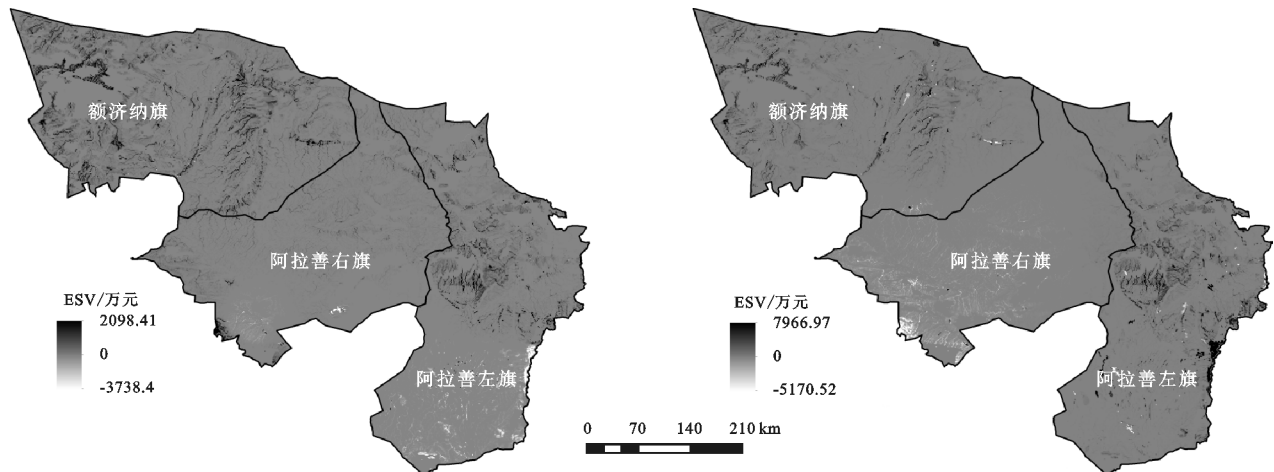 额济纳旗
阿拉善右旗
阿拉善左旗
ESV/万元
2098.41
0
-3738.4
额济纳旗
阿拉善右旗
阿拉善左旗
ESV/万元
7966.97
0
-5170.52
0 70 140 210 km